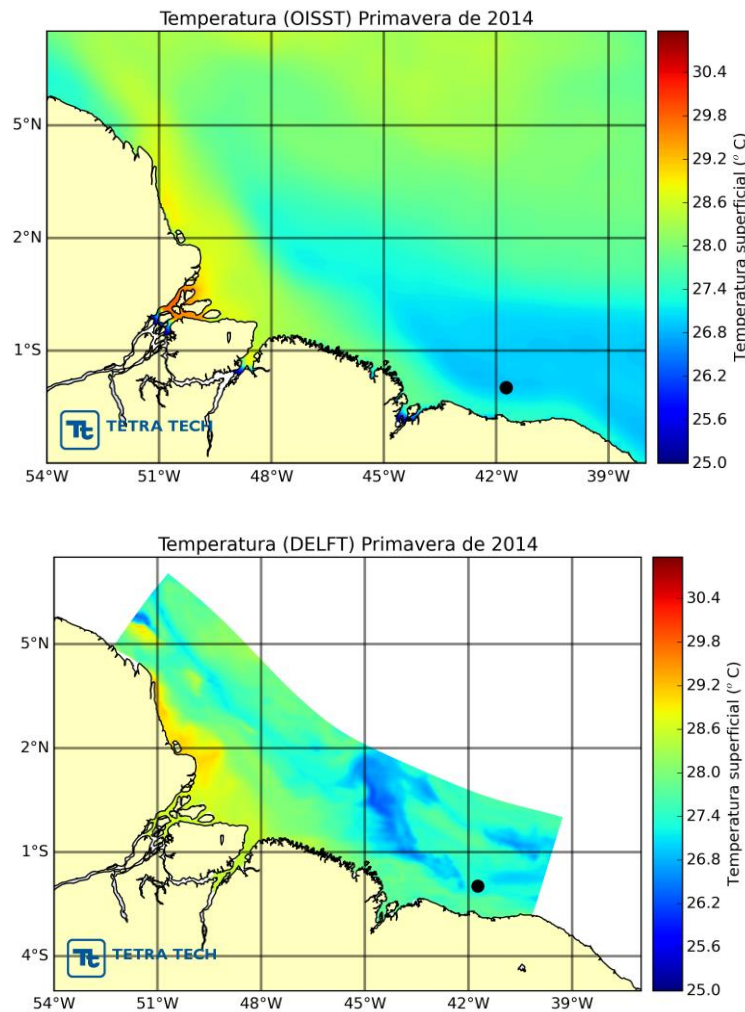 Temperatura (OISST) Primavera de 2014
5°N
2°N
1°S
54°W 51°W 48°W 45°W 42°W 39°W
30.4
29.8
29.2
28.6
28.0
27.4
26.8
26.2
25.6
25.0
Temperatura superficial (° C)
Tt TETRA TECH
Temperatura (DELFT) Primavera de 2014
5°N
2°N
1°S
4°S
54°W 51°W 48°W 45°W 42°W 39°W
30.4
29.8
29.2
28.6
28.0
27.4
26.8
26.2
25.6
25.0
Temperatura superficial (° C)
Tt TETRA TECH